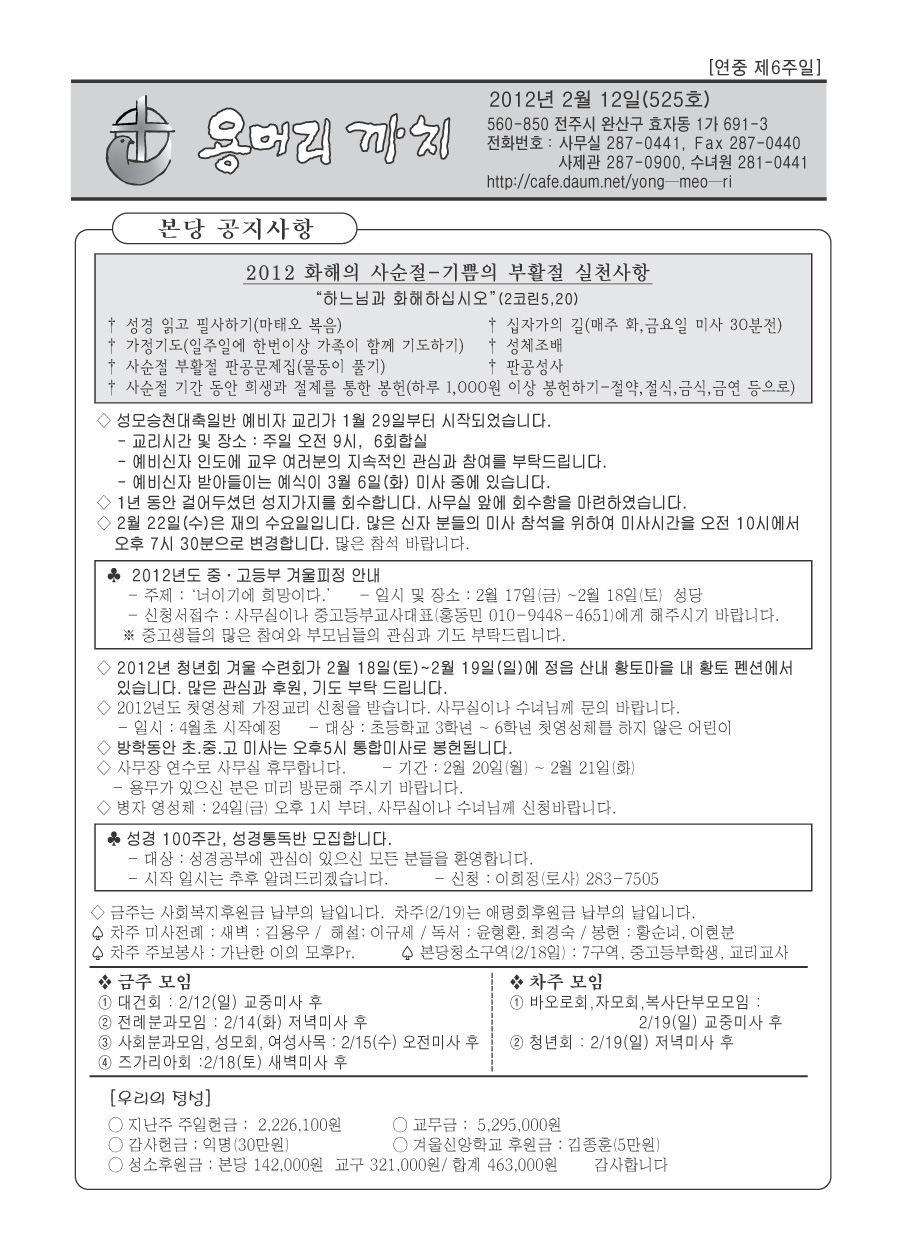 [연중 제6주일]
용머리 까치
2012년 2월 12일(525호)
560-850 전주시 완산구 효자동 1가 691-3
전화번호 : 사무실 287-0441, Fax 287-0440
사제관 287-0900, 수녀원 281-0441
http://cafe.daum.net/yong─meo─ri
본당 공지사항
2012 화해의 사순절-기쁨의 부활절 실천사항
“하느님과 화해하십시오”(2코린5,20)
† 성경 읽고 필사하기(마태오 복음) † 십자가의 길(매주 화,금요일 미사 30분전)
† 가정기도(일주일에 한번이상 가족이 함께 기도하기) † 성체조배
† 사순절 부활절 판공문제집(물동이 풀기) † 판공성사
† 사순절 기간 동안 희생과 절제를 통한 봉헌(하루 1,000원 이상 봉헌하기-절약,절식,금식,금연 등으로)
◇ 성모승천대축일반 예비자 교리가 1월 29일부터 시작되었습니다.
- 교리시간 및 장소 : 주일 오전 9시, 6회합실
- 예비신자 인도에 교우 여러분의 지속적인 관심과 참여를 부탁드립니다.
- 예비신자 받아들이는 예식이 3월 6일(화) 미사 중에 있습니다.
◇ 1년 동안 걸어두셨던 성지가지를 회수합니다. 사무실 앞에 회수함을 마련하였습니다.
◇ 2월 22일(수)은 재의 수요일입니다. 많은 신자 분들의 미사 참석을 위하여 미사시간을 오전 10시에서
오후 7시 30분으로 변경합니다. 많은 참석 바랍니다.
♣ 2012년도 중·고등부 겨울피정 안내
- 주제 : ‘너이기에 희망이다.’ - 일시 및 장소 : 2월 17일(금) ~2월 18일(토) 성당
- 신청서접수 : 사무실이나 중고등부교사대표(홍동민 010-9448-4651)에게 해주시기 바랍니다.
※ 중고생들의 많은 참여와 부모님들의 관심과 기도 부탁드립니다.
◇ 2012년 청년회 겨울 수련회가 2월 18일(토)~2월 19일(일)에 정읍 산내 황토마을 내 황토 펜션에서
있습니다. 많은 관심과 후원, 기도 부탁 드립니다.
◇ 2012년도 첫영성체 가정교리 신청을 받습니다. 사무실이나 수녀님께 문의 바랍니다.
- 일시 : 4월초 시작예정 - 대상 : 초등학교 3학년 ~ 6학년 첫영성체를 하지 않은 어린이
◇ 방학동안 초.중.고 미사는 오후5시 통합미사로 봉헌됩니다.
◇ 사무장 연수로 사무실 휴무합니다. - 기간 : 2월 20일(월) ~ 2월 21일(화)
- 용무가 있으신 분은 미리 방문해 주시기 바랍니다.
◇ 병자 영성체 : 24일(금) 오후 1시 부터, 사무실이나 수녀님께 신청바랍니다.
♣ 성경 100주간, 성경통독반 모집합니다.
- 대상 : 성경공부에 관심이 있으신 모든 분들을 환영합니다.
- 시작 일시는 추후 알려드리겠습니다. - 신청 : 이희정(로사) 283-7505
◇ 금주는 사회복지후원금 납부의 날입니다. 차주(2/19)는 애령회후원금 납부의 날입니다.
♤ 차주 미사전례 : 새벽 : 김용우 / 해설: 이규세 / 독서 : 윤형환, 최경숙 / 봉헌 : 황순녀, 이현분
♤ 차주 주보봉사 : 가난한 이의 모후Pr. ♤ 본당청소구역(2/18일) : 7구역, 중고등부학생, 교리교사
❖ 금주 모임
① 대건회 : 2/12(일) 교중미사 후
② 전례분과모임 : 2/14(화) 저녁미사 후
③ 사회분과모임, 성모회, 여성사목 : 2/15(수) 오전미사 후
④ 즈가리아회 :2/18(토) 새벽미사 후
❖ 차주 모임
① 바오로회,자모회,복사단부모모임 :
2/19(일) 교중미사 후
② 청년회 : 2/19(일) 저녁미사 후
[우리의 정성]
○ 지난주 주일헌금 : 2,226,100원 ○ 교무금 : 5,295,000원
○ 감사헌금 : 익명(30만원) ○ 겨울신앙학교 후원금 : 김종훈(5만원)
○ 성소후원금 : 본당 142,000원 교구 321,000원/ 합계 463,000원 감사합니다